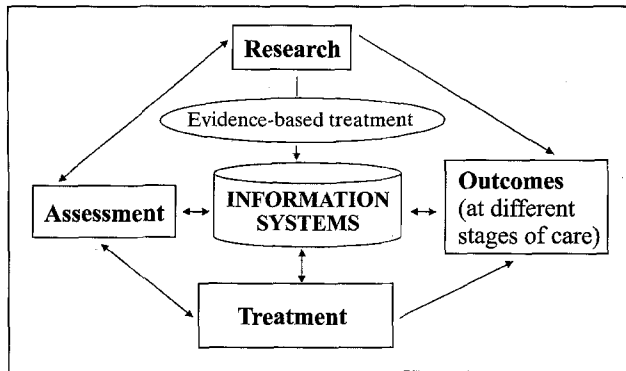 Research
Evidence-based treatment
Assessment
INFORMATION
SYSTEMS
Outcomes
(at different
stages of care)
Treatment